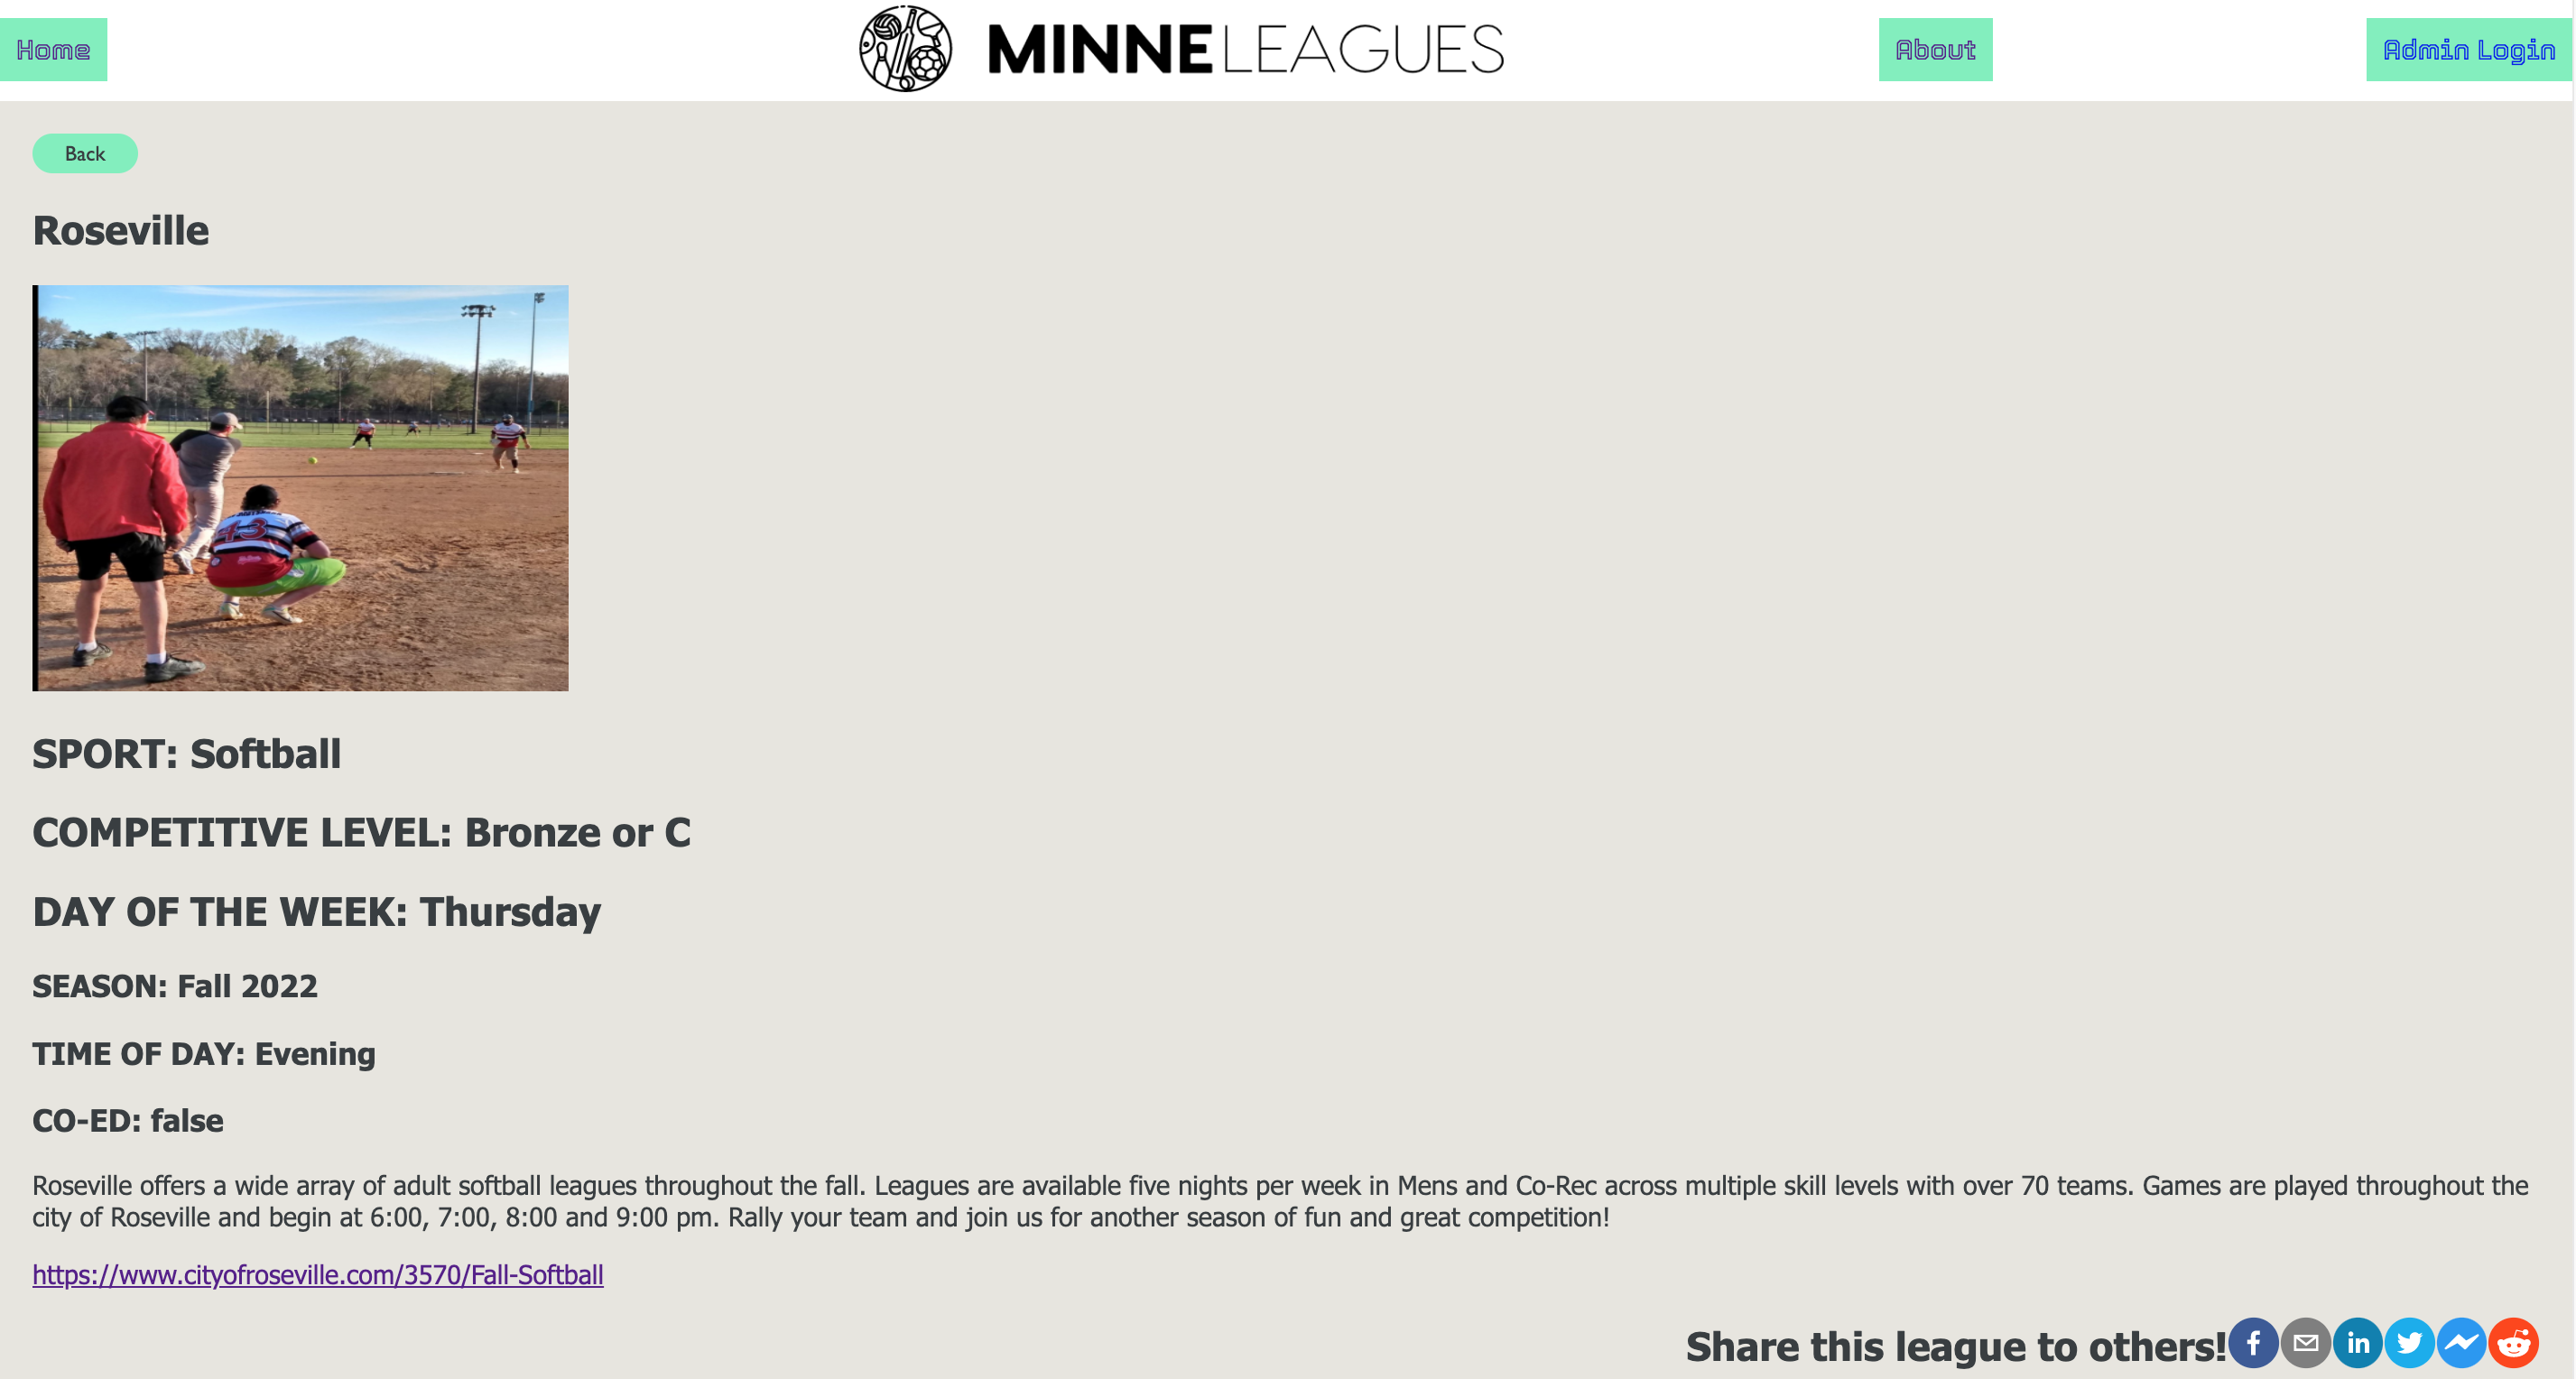 Home
MINNELEAGUES
About
Admin Login
Back
Roseville
43
SPORT: Softball
COMPETITIVE LEVEL: Bronze or C
DAY OF THE WEEK: Thursday
SEASON: Fall 2022
TIME OF DAY: Evening
CO-ED: false
Roseville offers a wide array of adult softball leagues throughout the fall. Leagues are available five nights per week in Mens and Co-Rec across multiple skill levels with over 70 teams. Games are played throughout the
city of Roseville and begin at 6:00, 7:00, 8:00 and 9:00 pm. Rally your team and join us for another season of fun and great competition!
https://www.cityofroseville.com/3570/Fall-Softball
Share this league to others!